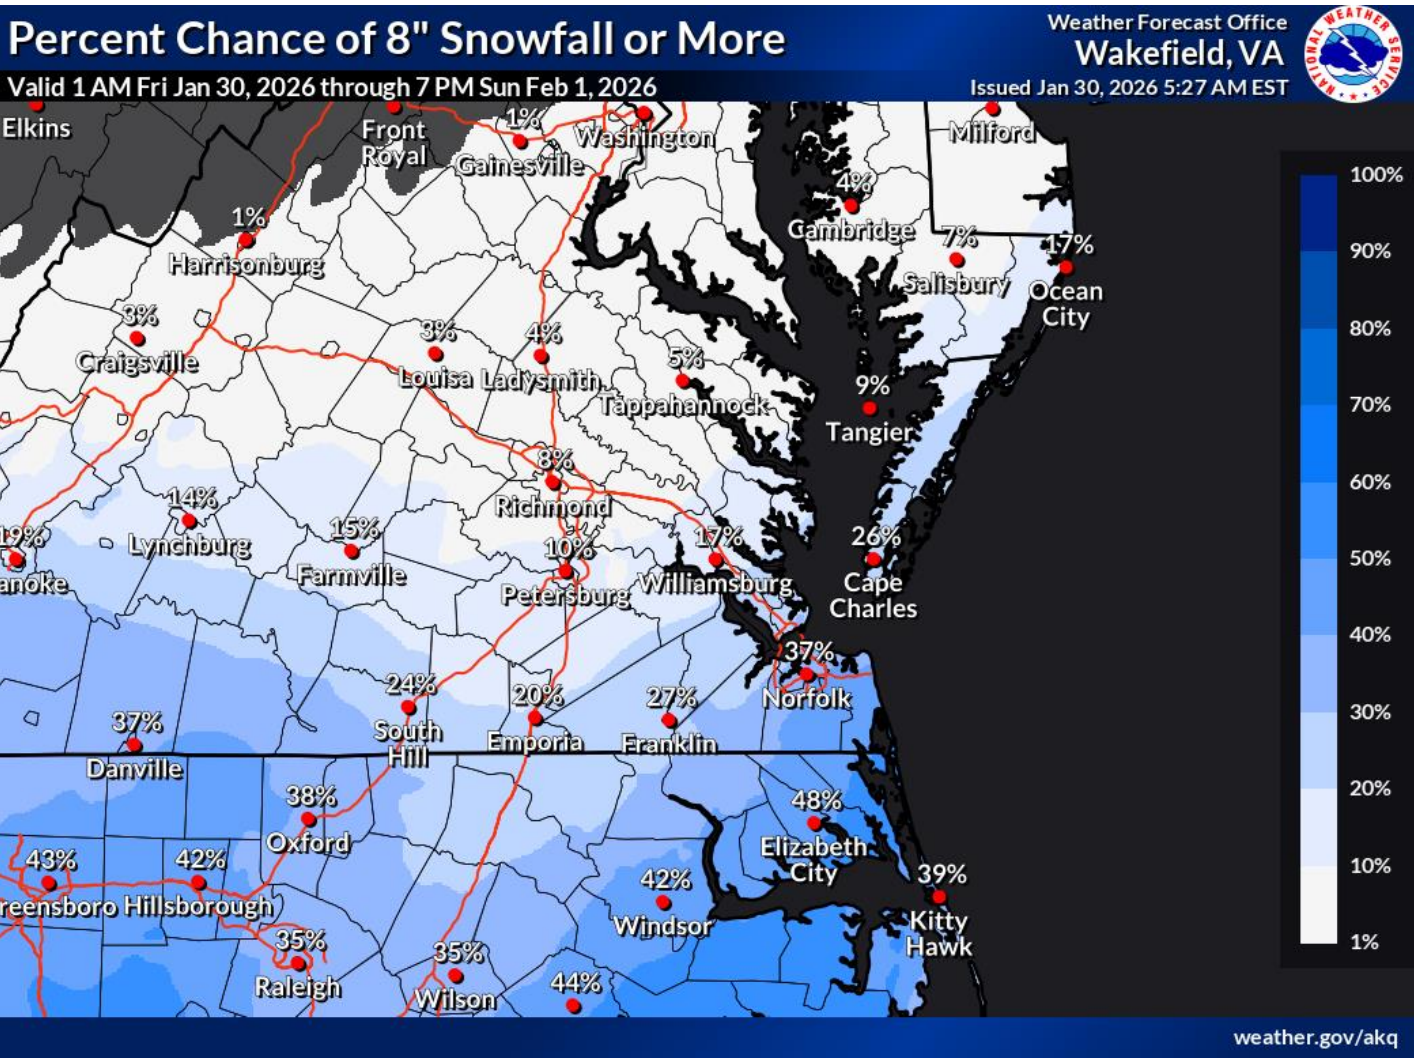 Percent Chance of 8" Snowfall or More
Valid 1 AM Fri Jan 30, 2026 through 7 PM Sun Feb 1, 2026
Weather Forecast Office
Wakefield, VA
Issued Jan 30, 2026 5:27 AM EST
NATIONAL WEATHER SERVICE
Elkins
Front
Royal
1%
Gainesville
Washington
Milford
4%
Cambridge
7%
Salisbury
17%
Ocean
City
1%
Harrisonburg
3%
Craigsville
3%
Louisa
4%
Ladysmith
5%
Tappahannock
9%
Tangier
8%
Richmond
14%
Lynchburg
15%
Farmville
19%
anoke
10%
Petersburg
17%
Williamsburg
26%
Cape
Charles
37%
Norfolk
24%
South
Hill
20%
Emporia
27%
Franklin
37%
Danville
38%
Oxford
48%
Elizabeth
City
43%
reensboro
42%
Hillsborough
42%
Windsor
39%
Kitty
Hawk
35%
Raleigh
35%
Wilson
44%
100%
90%
80%
70%
60%
50%
40%
30%
20%
10%
1%
weather.gov/akq